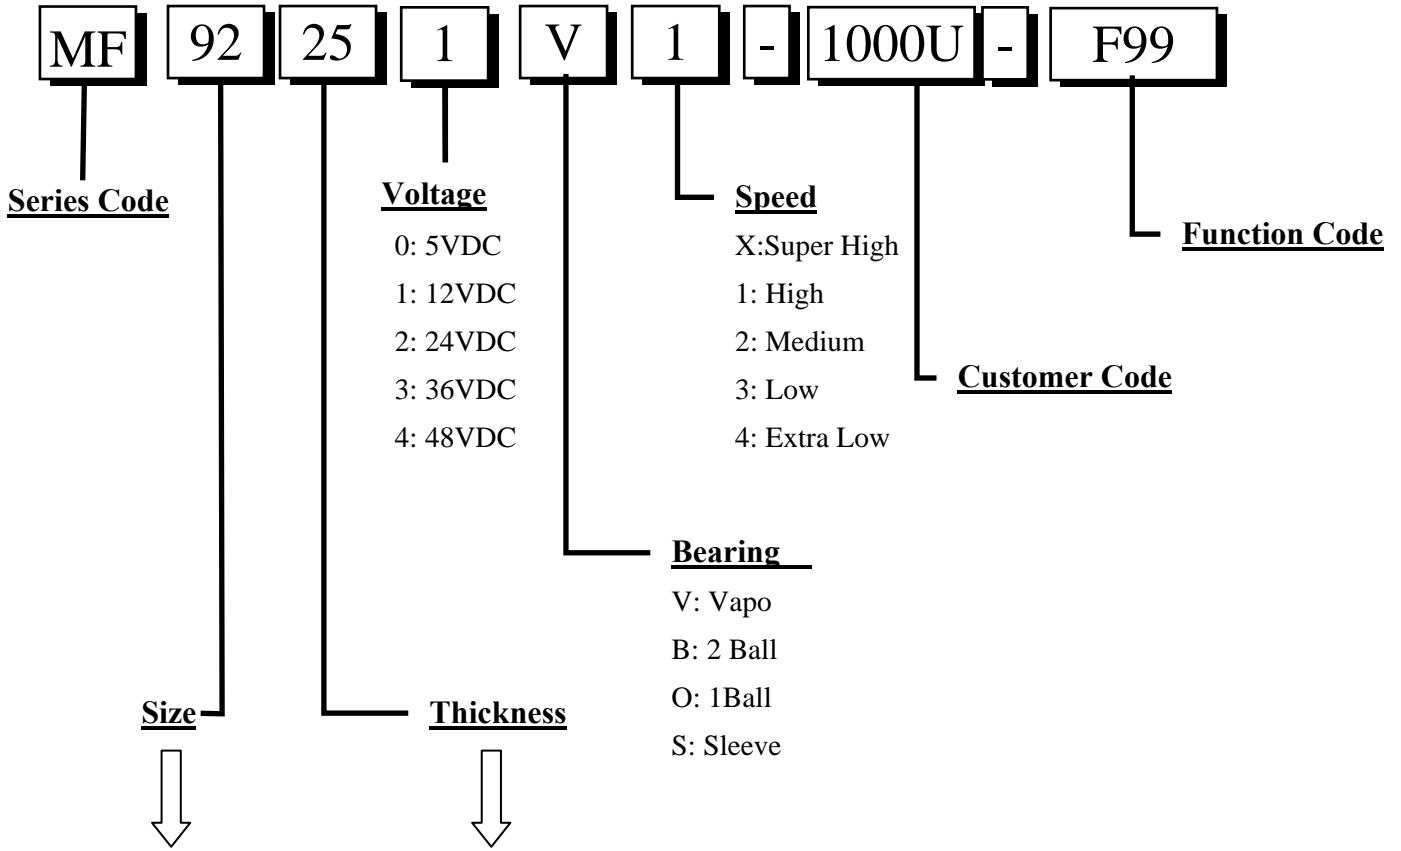 MF 92 25 1 V 1 - 1000U - F99
Series Code
Voltage
0: 5VDC
1: 12VDC
2: 24VDC
3: 36VDC
4: 48VDC
Speed
X:Super High
1: High
2: Medium
3: Low
4: Extra Low
Function Code
Customer Code
Bearing
V: Vapo
B: 2 Ball
O: 1Ball
S: Sleeve
Size
Thickness